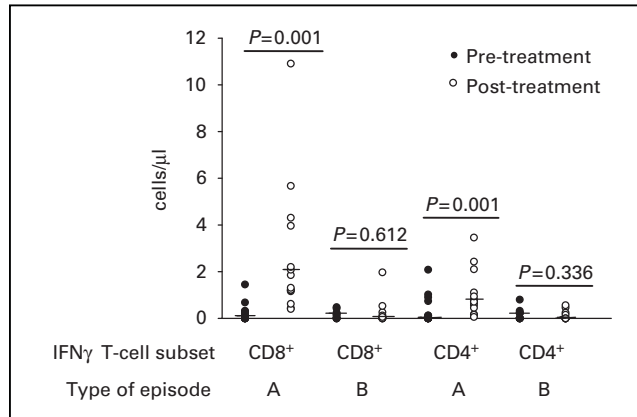 12
10
8
6
4
2
0
cells/μl
P=0.001
P=0.612
P=0.001
P=0.336
Pre-treatment
Post-treatment
IFNγ T-cell subset CD8⁺ CD8⁺ CD4⁺ CD4⁺
Type of episode A B A B